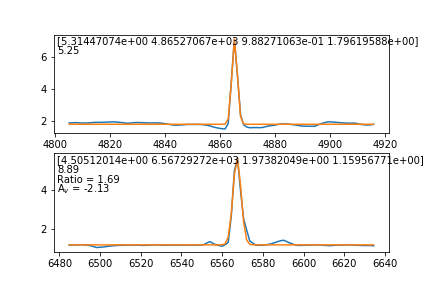 [5.31447074e+00 4.86527067e+03 9.88271063e-01 1.79619588e+00]
5.25
6
4
2
4800 4820 4840 4860 4880 4900 4920
[4.50512014e+00 6.56729272e+03 1.97382049e+00 1.15956771e+00]
8.89
Ratio = 1.69
Av = -2.13
4
2
6480 6500 6520 6540 6560 6580 6600 6620 6640